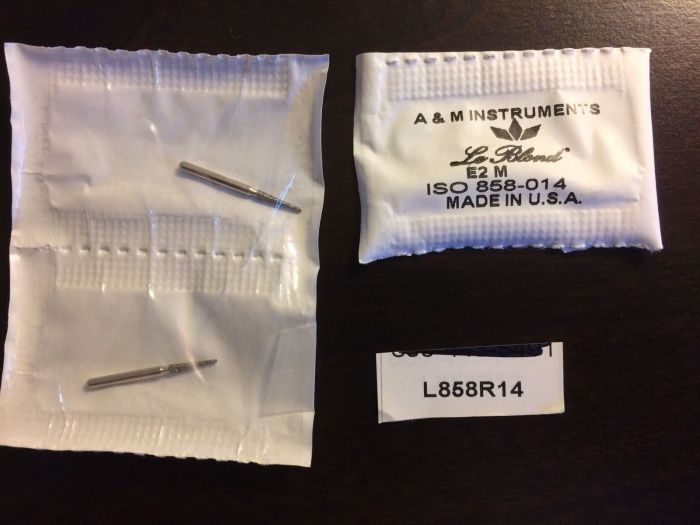 A & M INSTRUMENTS
Le Blond
E2 M
ISO 858-014
MADE IN U.S.A.
L858R14